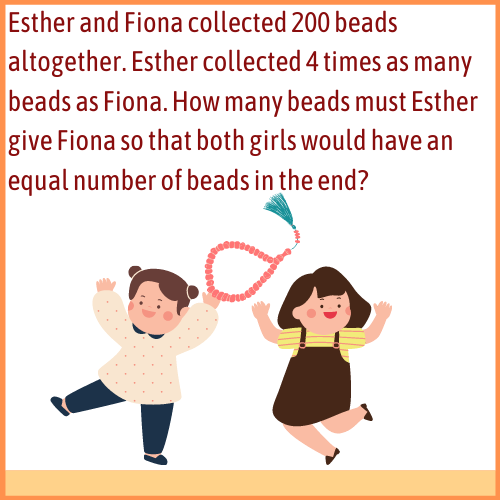 Esther and Fiona collected 200 beads
altogether. Esther collected 4 times as many
beads as Fiona. How many beads must Esther
give Fiona so that both girls would have an
equal number of beads in the end?